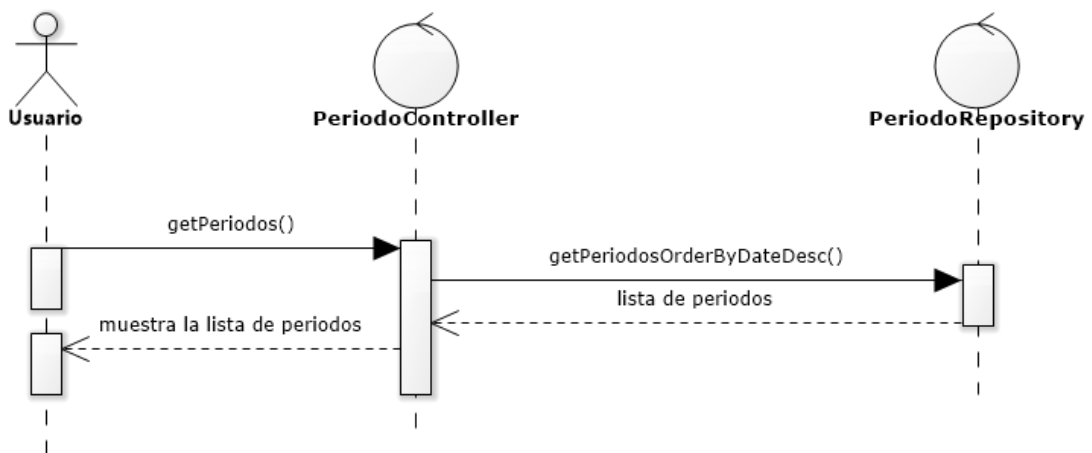 Usuario
PeriodoController
PeriodoRepository
getPeriodos()
getPeriodosOrderByDateDesc()
lista de periodos
muestra la lista de periodos